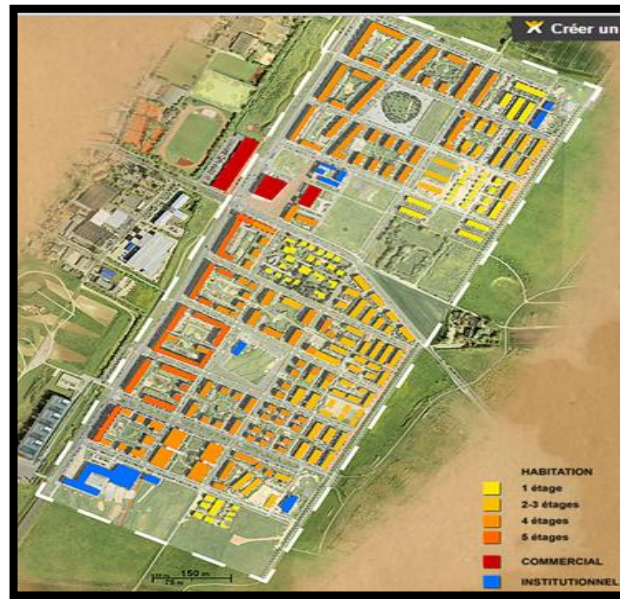 Créer un
HABITATION
1 étage
2-3 étages
4 étages
5 étages
COMMERCIAL
INSTITUTIONNEL
150 m
75 m